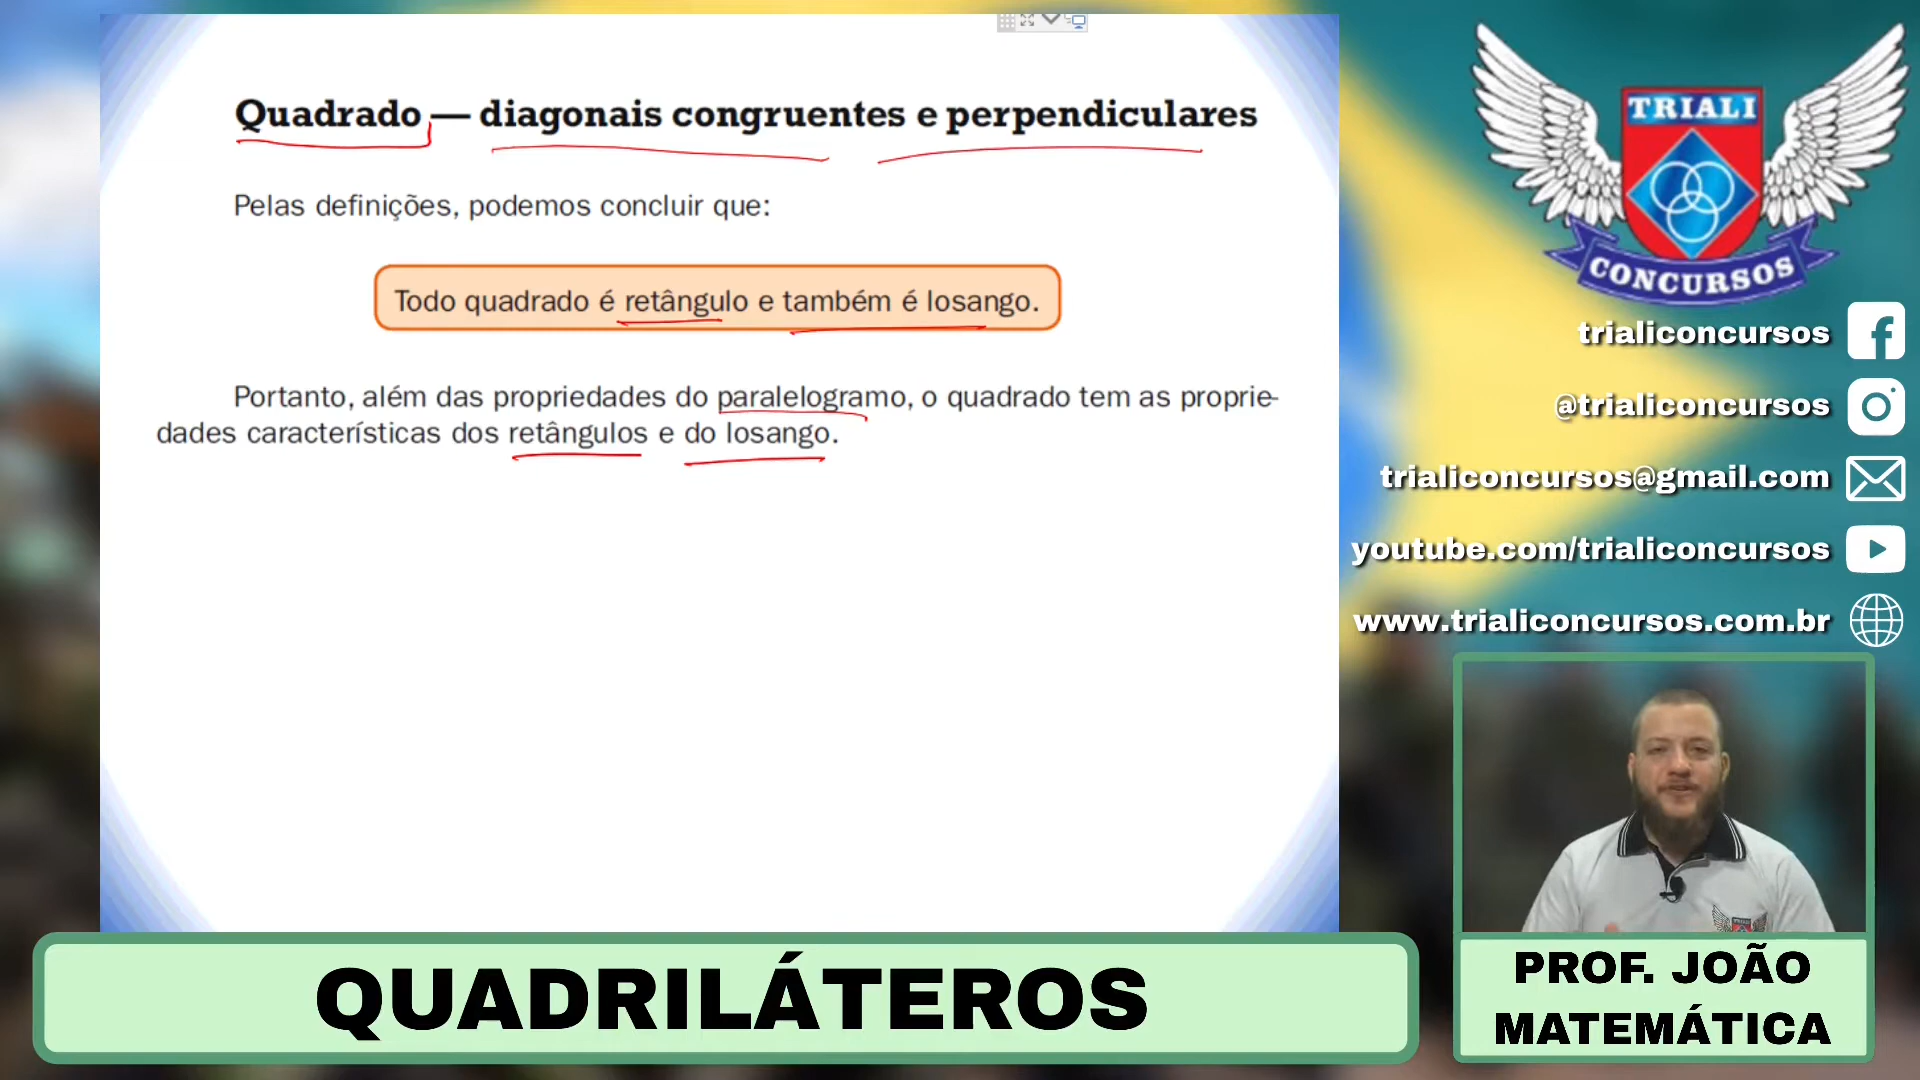 Quadrado — diagonais congruentes e perpendiculares
Pelas definições, podemos concluir que:
Todo quadrado é retângulo e também é losango.
Portanto, além das propriedades do paralelogramo, o quadrado tem as proprie-
dades características dos retângulos e do losango.
TRIALI
CONCURSOS
trialiconcursos
@trialiconcursos
trialiconcursos@gmail.com
youtube.com/trialiconcursos
www.trialiconcursos.com.br
QUADRILÁTEROS
PROF. JOÃO
MATEMÁTICA